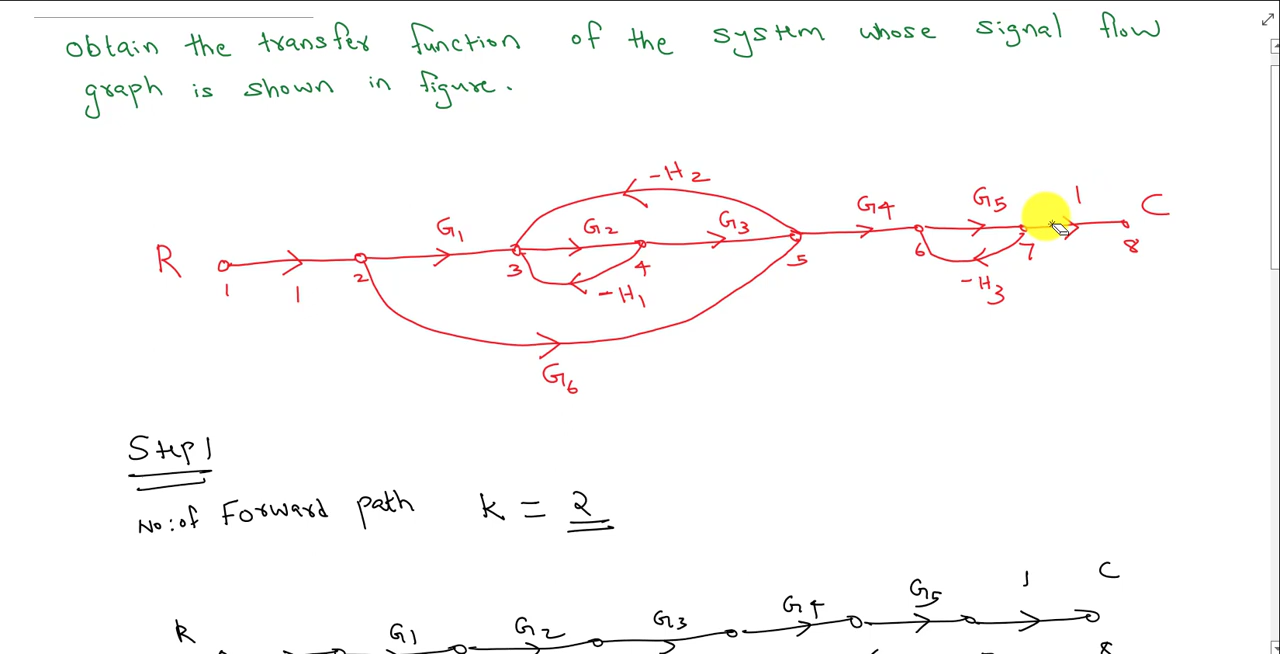 obtain the transfer function of the system whose signal flow
graph is shown in figure.
-H2
G1 G2 G3 G4 G5 1 C
R
1 1 2 3 4 5 6 7 8
-H1 -H3
G6
Step 1
No: of Forward path k = 2
R G1 G2 G3 G4 G5 1 C
8